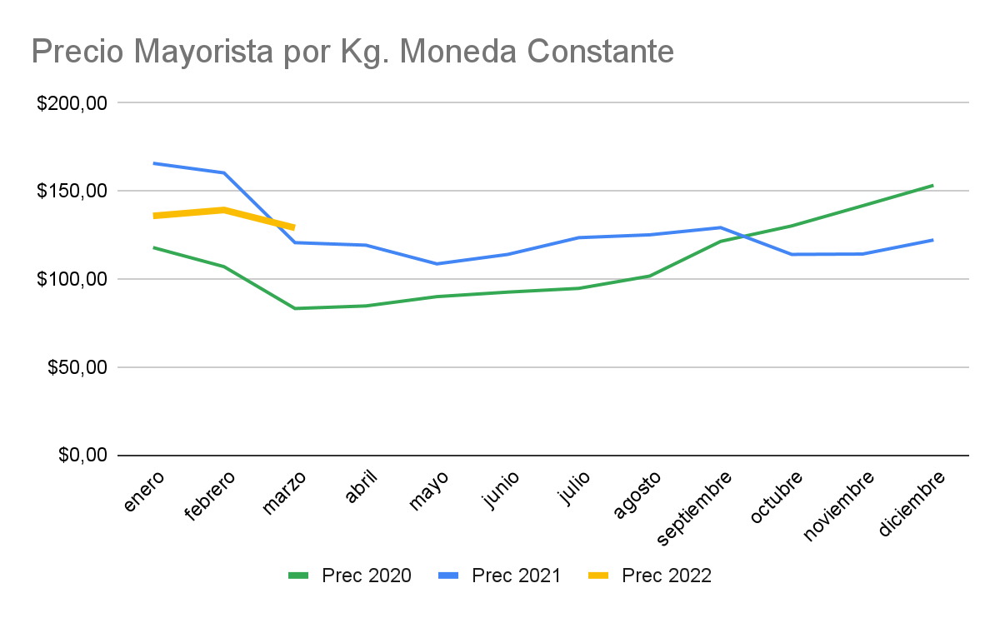 Precio Mayorista por Kg. Moneda Constante
$200,00
$150,00
$100,00
$50,00
$0,00
enero
febrero
marzo
abril
mayo
junio
julio
agosto
septiembre
octubre
noviembre
diciembre
Prec 2020 Prec 2021 Prec 2022